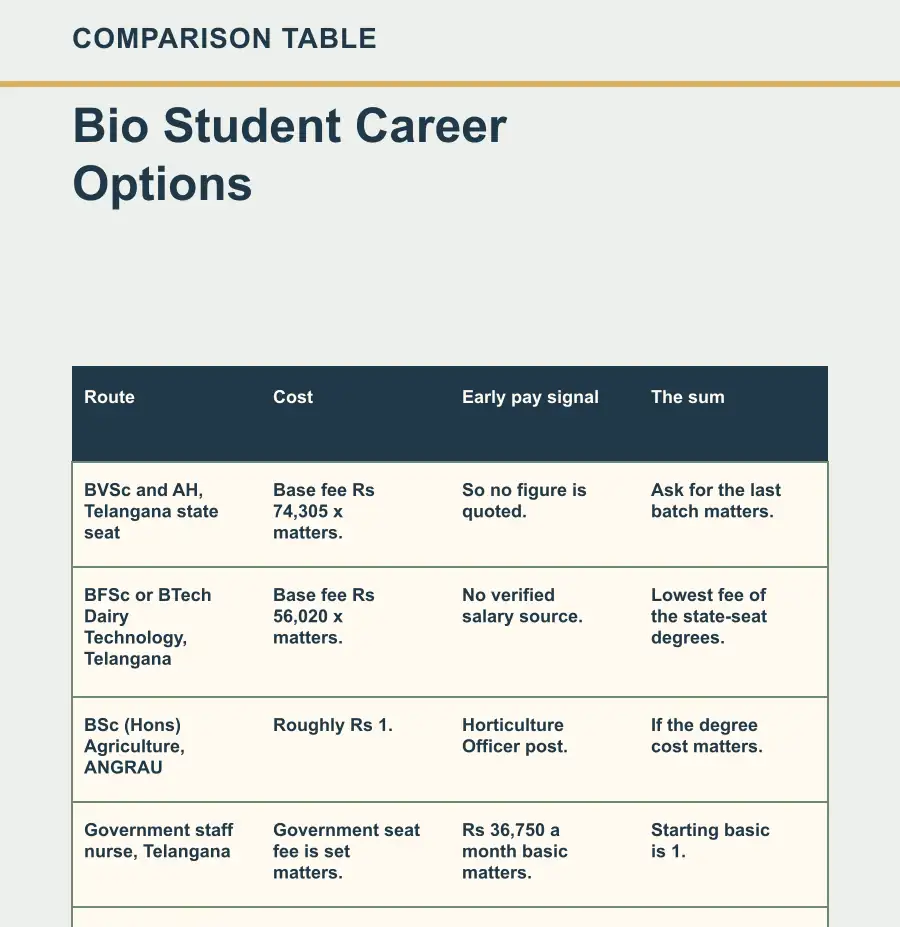 COMPARISON TABLE
Bio Student Career
Options
Route
Cost
Early pay signal
The sum
BVSc and AH,
Telangana state
seat
Base fee Rs
74,305 x
matters.
So no figure is
quoted.
Ask for the last
batch matters.
BFSc or BTech
Dairy
Technology,
Telangana
Base fee Rs
56,020 x
matters.
No verified
salary source.
Lowest fee of
the state-seat
degrees.
BSc (Hons)
Agriculture,
ANGRAU
Roughly Rs 1.
Horticulture
Officer post.
If the degree
cost matters.
Government staff
nurse, Telangana
Government seat
fee is set
matters.
Rs 36,750 a
month basic
matters.
Starting basic
is 1.